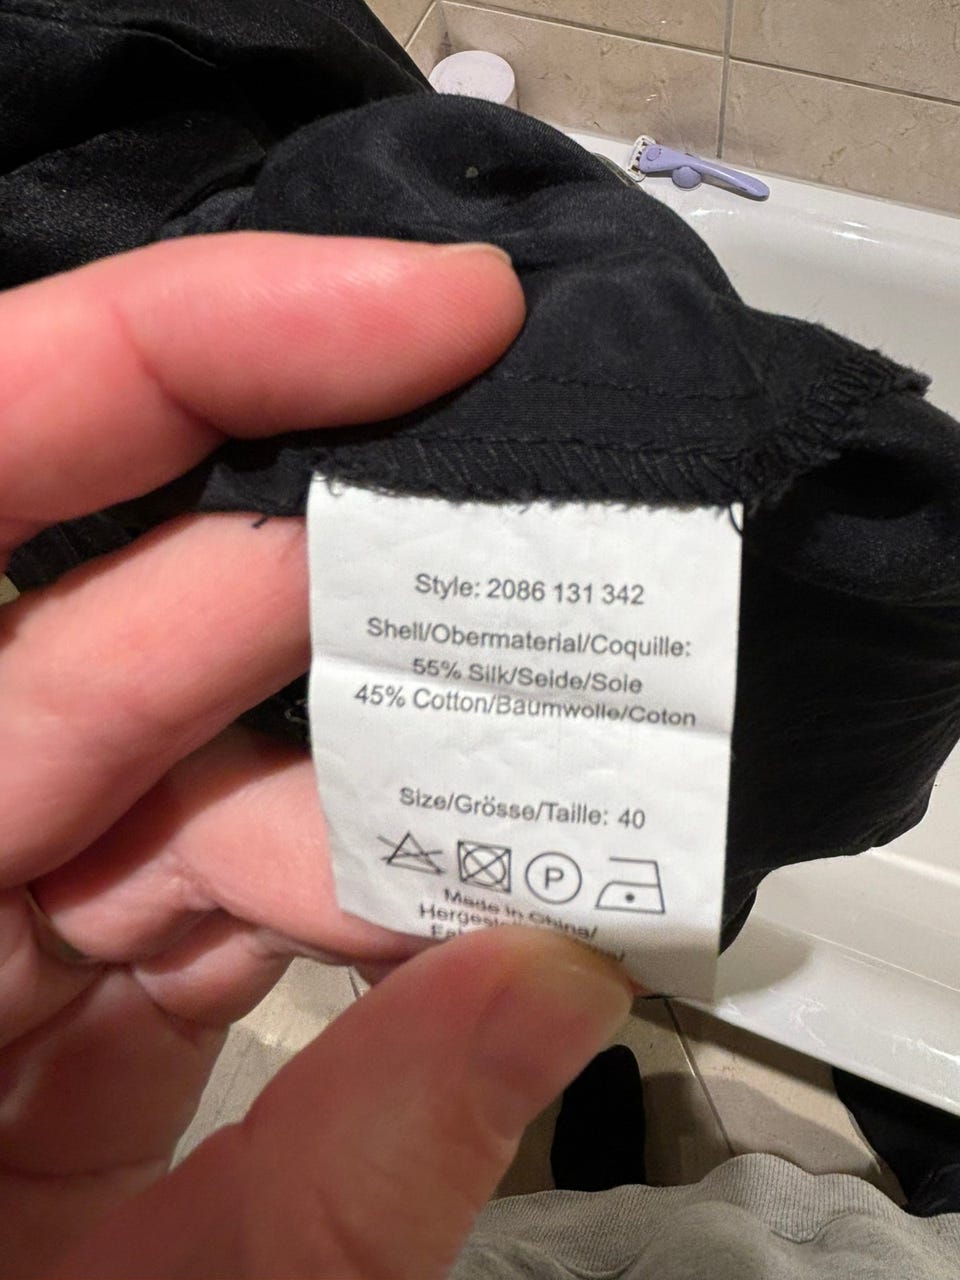 Style: 2086 131 342
Shell/Obermaterial/Coquille:
55% Silk/Seide/Soie
45% Cotton/Baumwolle/Coton
Size/Grösse/Taille: 40
P
Made in China/